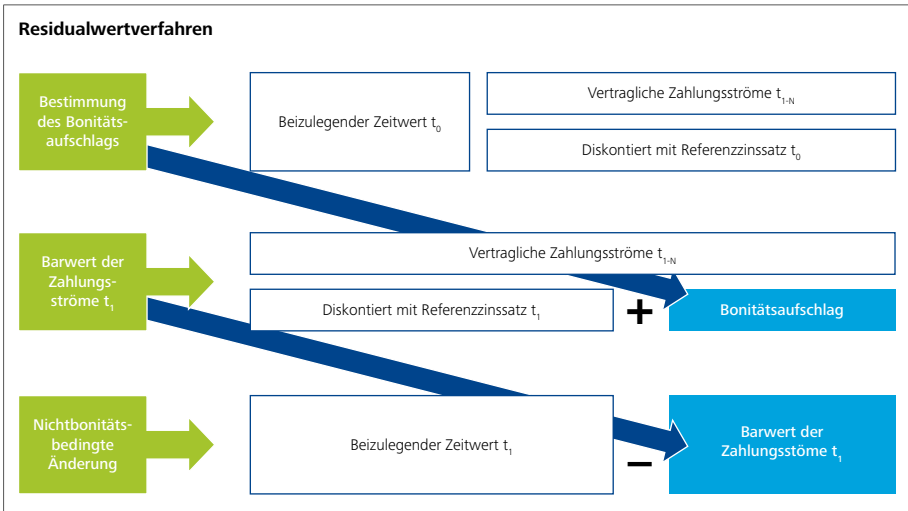 Residualwertverfahren
Bestimmung
des Bonitäts-
aufschlags
Beizulegender Zeitwert t₀
Vertragliche Zahlungsströme t₁₋N
Diskontiert mit Referenzzinssatz t₀
Barwert der
Zahlungs-
ströme t₁
Vertragliche Zahlungsströme t₁₋N
Diskontiert mit Referenzzinssatz t₁
+
Bonitätsaufschlag
Nichtbonitäts-
bedingte
Änderung
Beizulegender Zeitwert t₁
–
Barwert der
Zahlungsstöme t₁